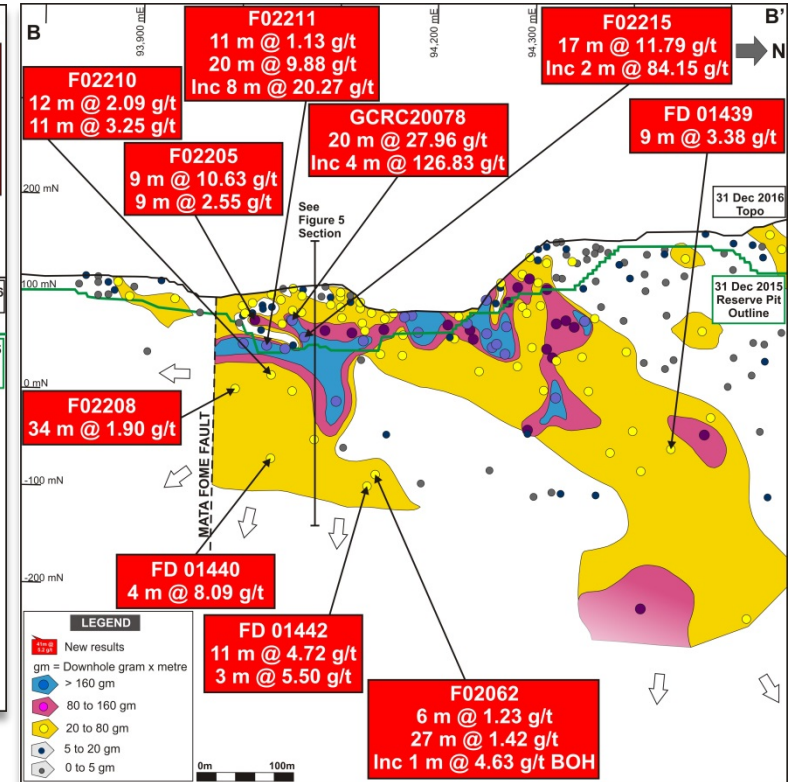 B
B'
93,900
94,200 mE
94,300 mE
N
F02211
11 m @ 1.13 g/t
20 m @ 9.88 g/t
Inc 8 m @ 20.27 g/t
F02215
17 m @ 11.79 g/t
Inc 2 m @ 84.15 g/t
F02210
12 m @ 2.09 g/t
11 m @ 3.25 g/t
GCRC20078
20 m @ 27.96 g/t
Inc 4 m @ 126.83 g/t
FD 01439
9 m @ 3.38 g/t
F02205
9 m @ 10.63 g/t
9 m @ 2.55 g/t
See
Figure 5
Section
200 mN
31 Dec 2016
Topo
100 mN
31 Dec 2015
Reserve Pit
Outline
0 mN
F02208
34 m @ 1.90 g/t
MATA FOME FAULT
-100 mN
FD 01440
4 m @ 8.09 g/t
-200 mN
FD 01442
11 m @ 4.72 g/t
3 m @ 5.50 g/t
F02062
6 m @ 1.23 g/t
27 m @ 1.42 g/t
Inc 1 m @ 4.63 g/t BOH
LEGEND
New results
gm = Downhole gram x metre
> 160 gm
80 to 160 gm
20 to 80 gm
5 to 20 gm
0 to 5 gm
0m
100m